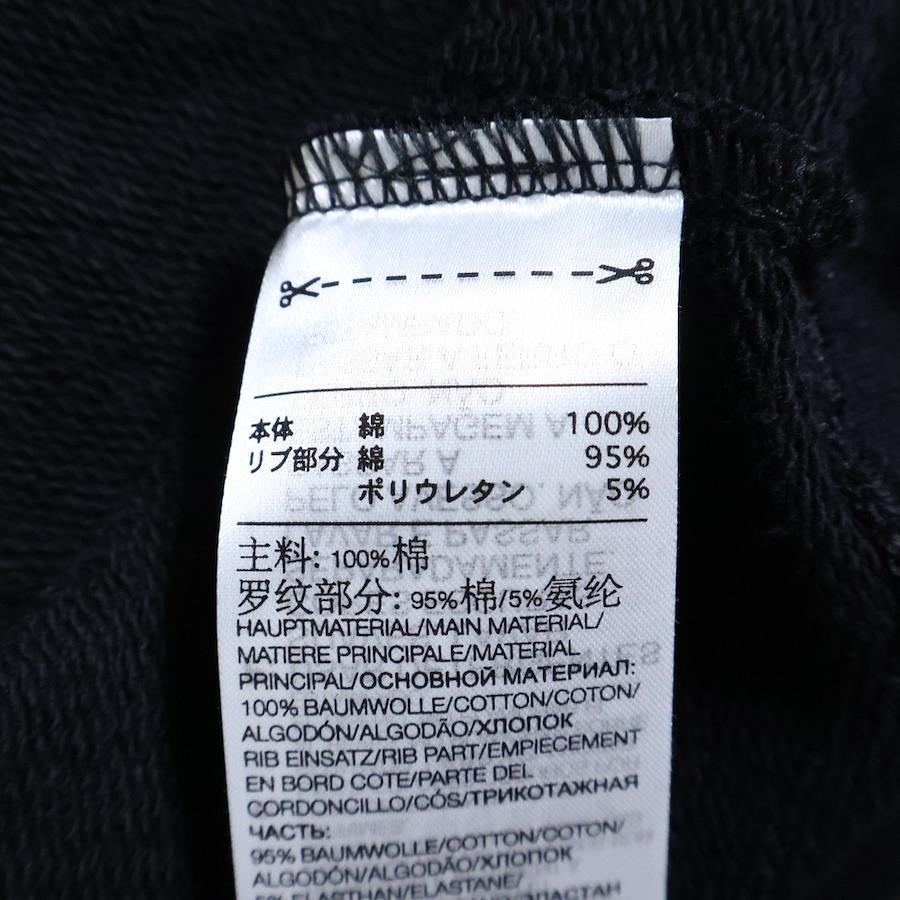 本体 綿 100%
リブ部分 綿 95%
ポリウレタン 5%
主料: 100%棉
罗纹部分: 95%棉/5%氨纶
HAUPTMATERIAL/MAIN MATERIAL/
MATIERE PRINCIPALE/MATERIAL
PRINCIPAL/ОСНОВНОЙ МАТЕРИАЛ:
100% BAUMWOLLE/COTTON/COTON/
ALGODÓN/ALGODÃO/ХЛОПОК
RIB EINSATZ/RIB PART/EMPIECEMENT
EN BORD COTE/PARTE DEL
CORDONCILLO/CÓS/ТРИКОТАЖНАЯ
ЧАСТЬ:
95% BAUMWOLLE/COTTON/COTON/
ALGODÓN/ALGODÃO/ХЛОПОК
5% ELASTHAN/ELASTANE/